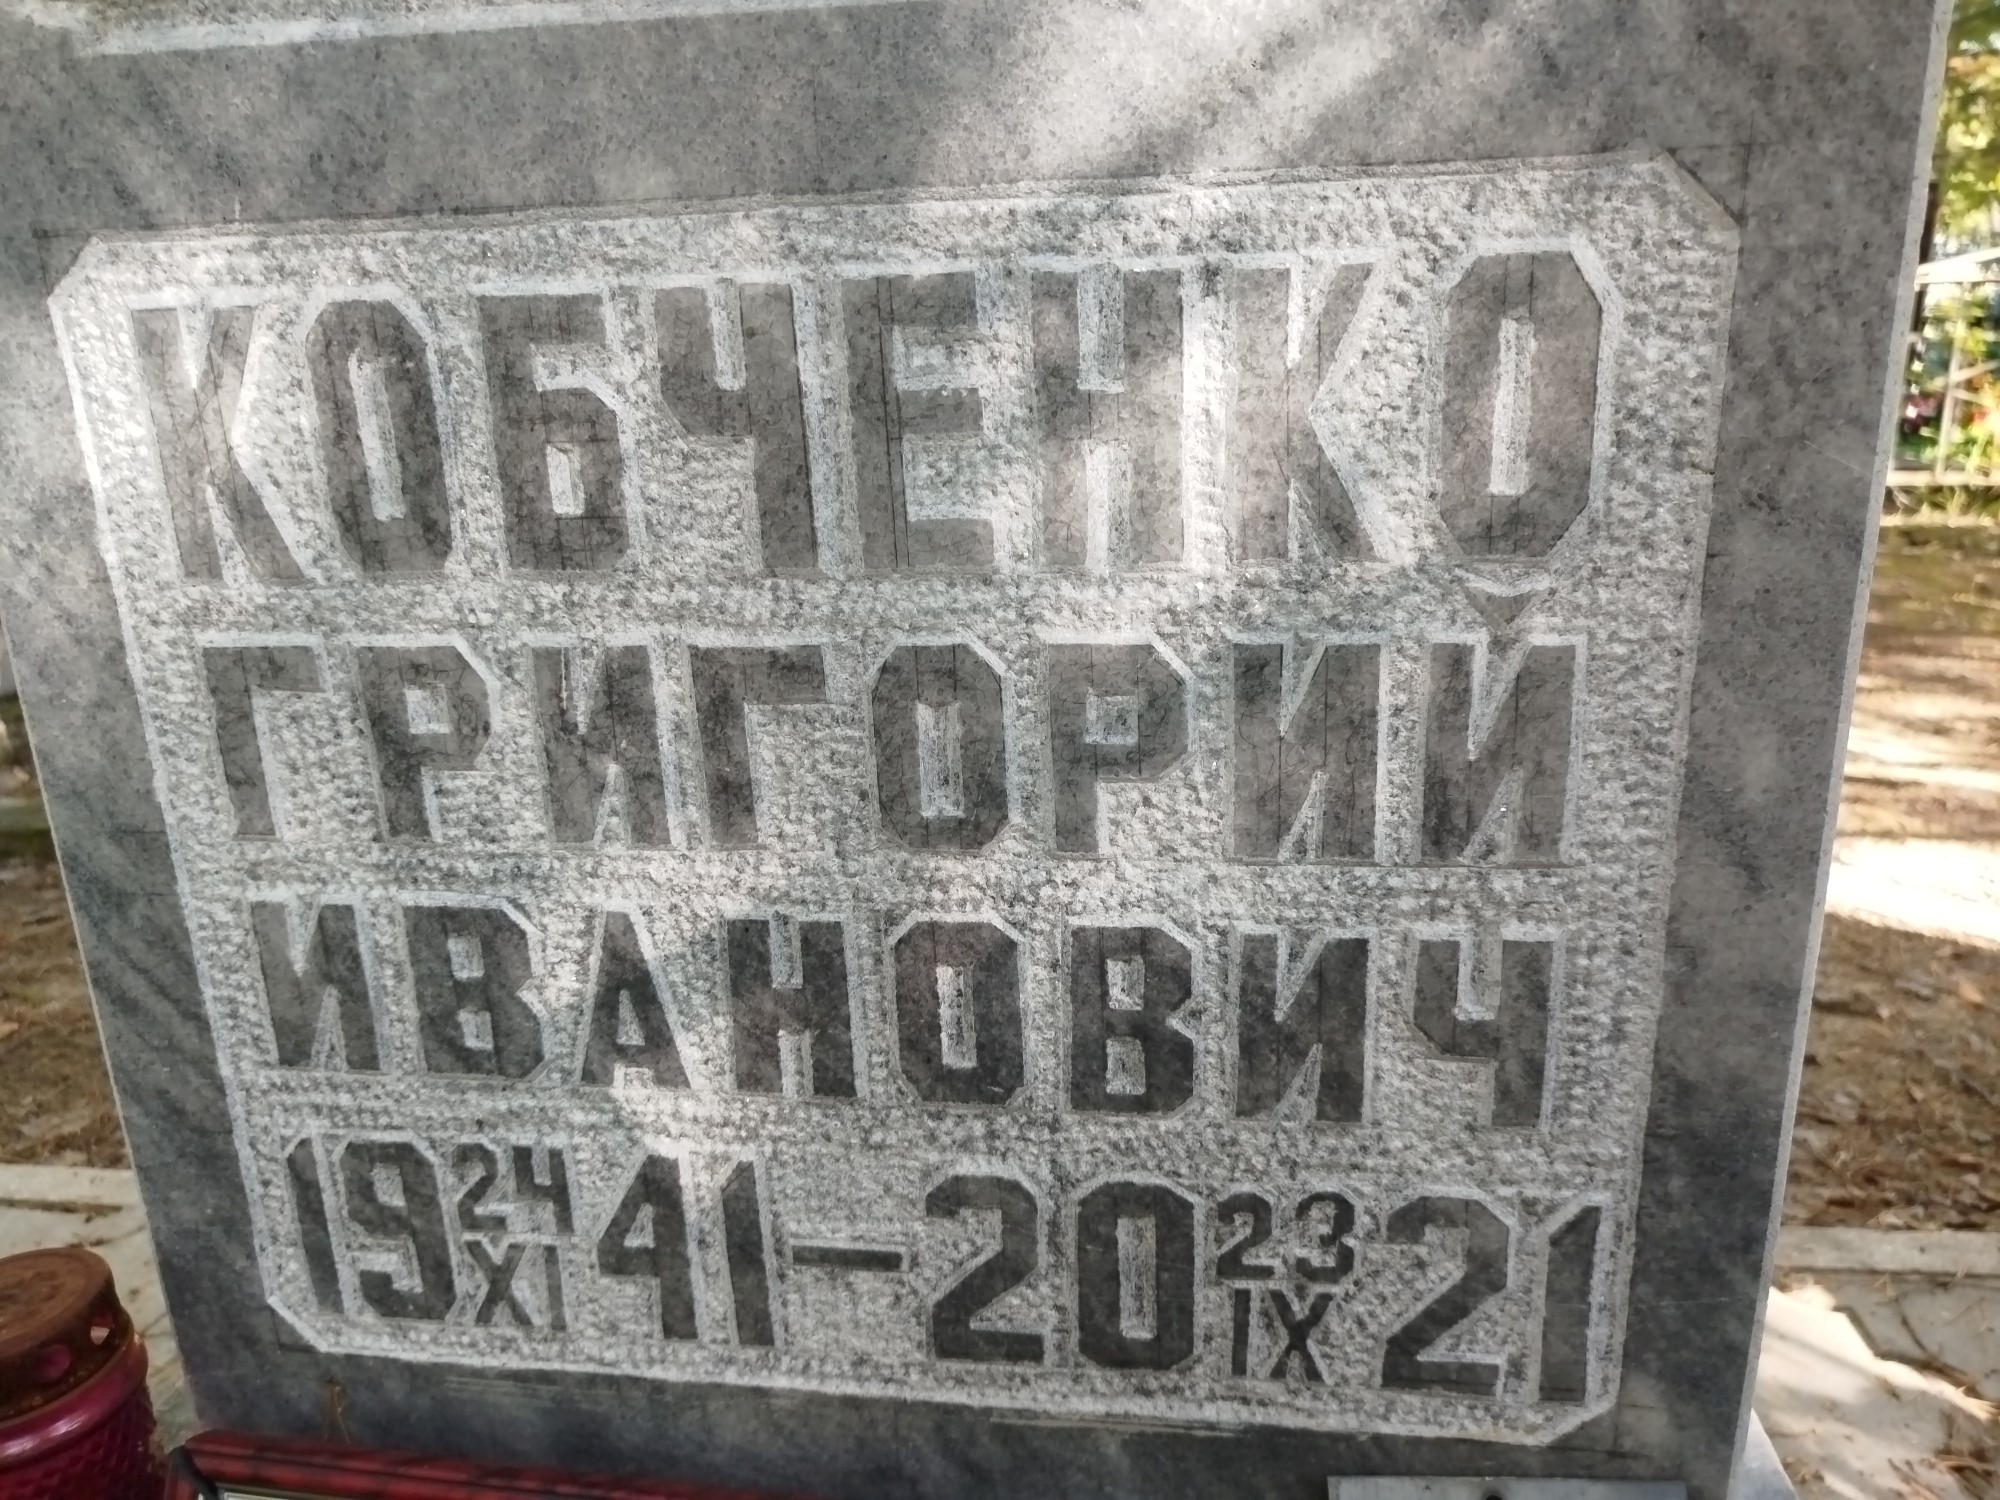 КОБЧЕНКО
ГРИГОРИЙ
ИВАНОВИЧ
19 24/XI 41 – 20 23/IX 21